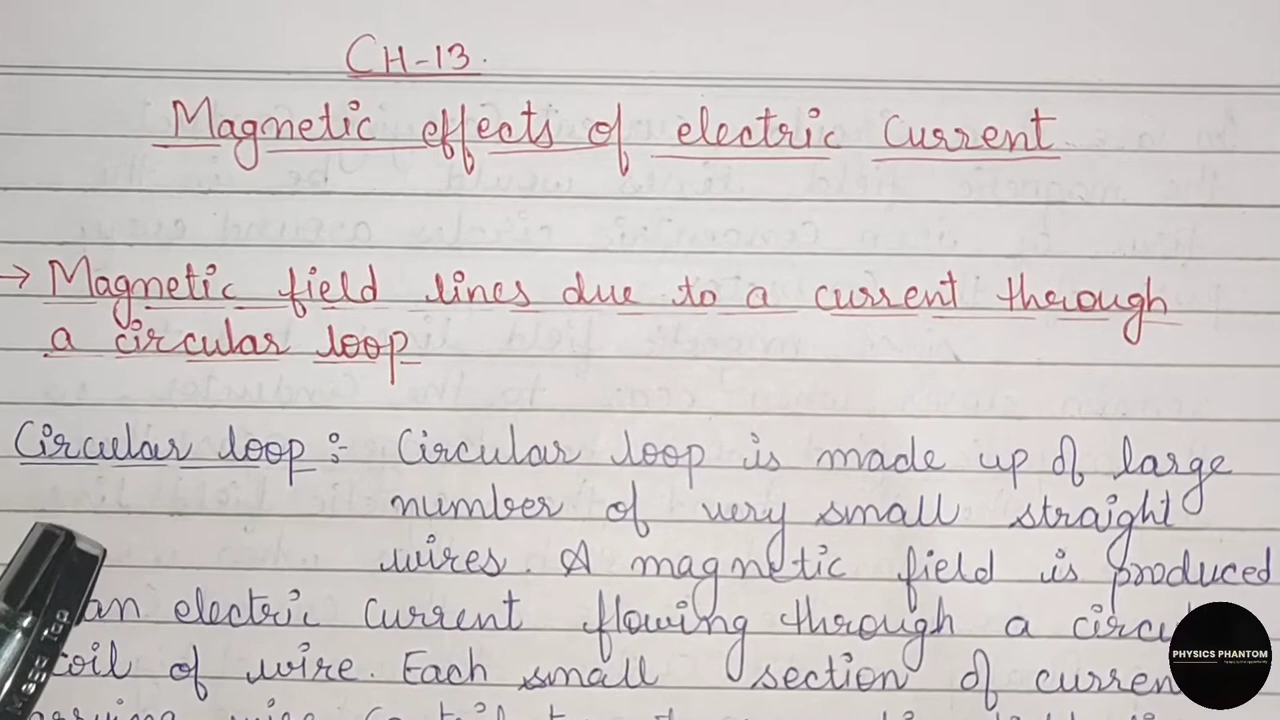 CH-13.
Magnetic effects of electric Current
→ Magnetic field lines due to a current through
a circular loop
Circular loop :- Circular loop is made up of large
number of very small straight
wires. A magnetic field is produced
an electric current flowing through a
coil of wire. Each small section of
PHYSICS PHANTOM